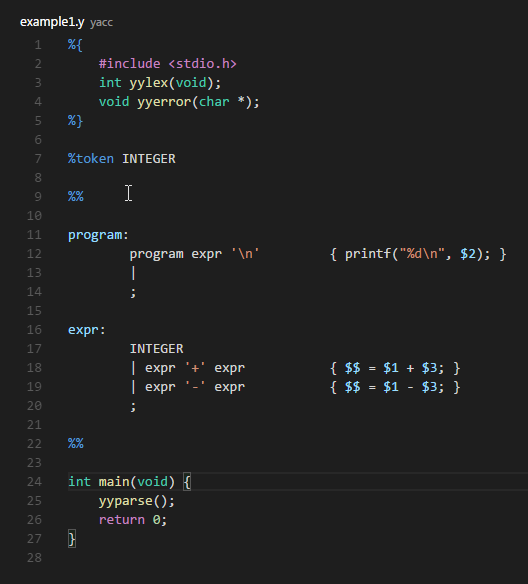 example1.y yacc
1 %{
2     #include <stdio.h>
3     int yylex(void);
4     void yyerror(char *);
5 %}
6
7 %token INTEGER
8
9 %%
10
11 program:
12         program expr '\n'         { printf("%d\n", $2); }
13         |
14         ;
15
16 expr:
17         INTEGER
18         | expr '+' expr           { $$ = $1 + $3; }
19         | expr '-' expr           { $$ = $1 - $3; }
20         ;
21
22 %%
23
24 int main(void) {
25     yyparse();
26     return 0;
27 }
28